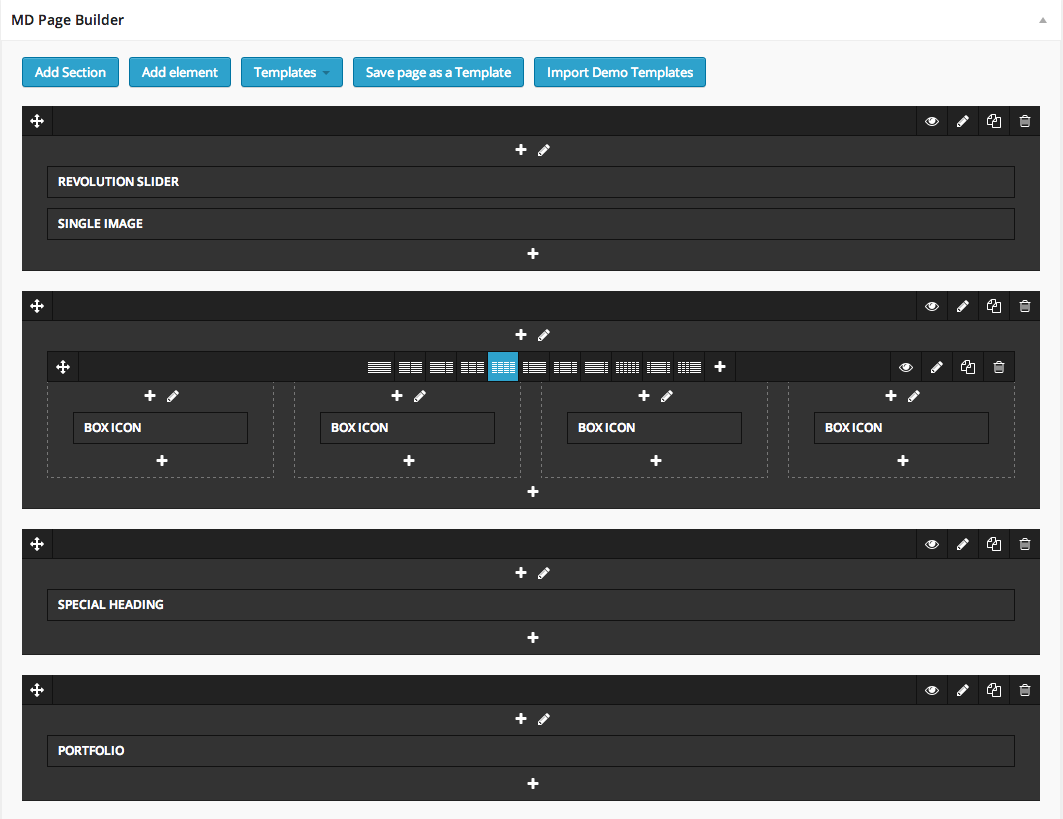 MD Page Builder
Add Section Add element Templates Save page as a Template Import Demo Templates
REVOLUTION SLIDER
SINGLE IMAGE
BOX ICON BOX ICON BOX ICON BOX ICON
SPECIAL HEADING
PORTFOLIO